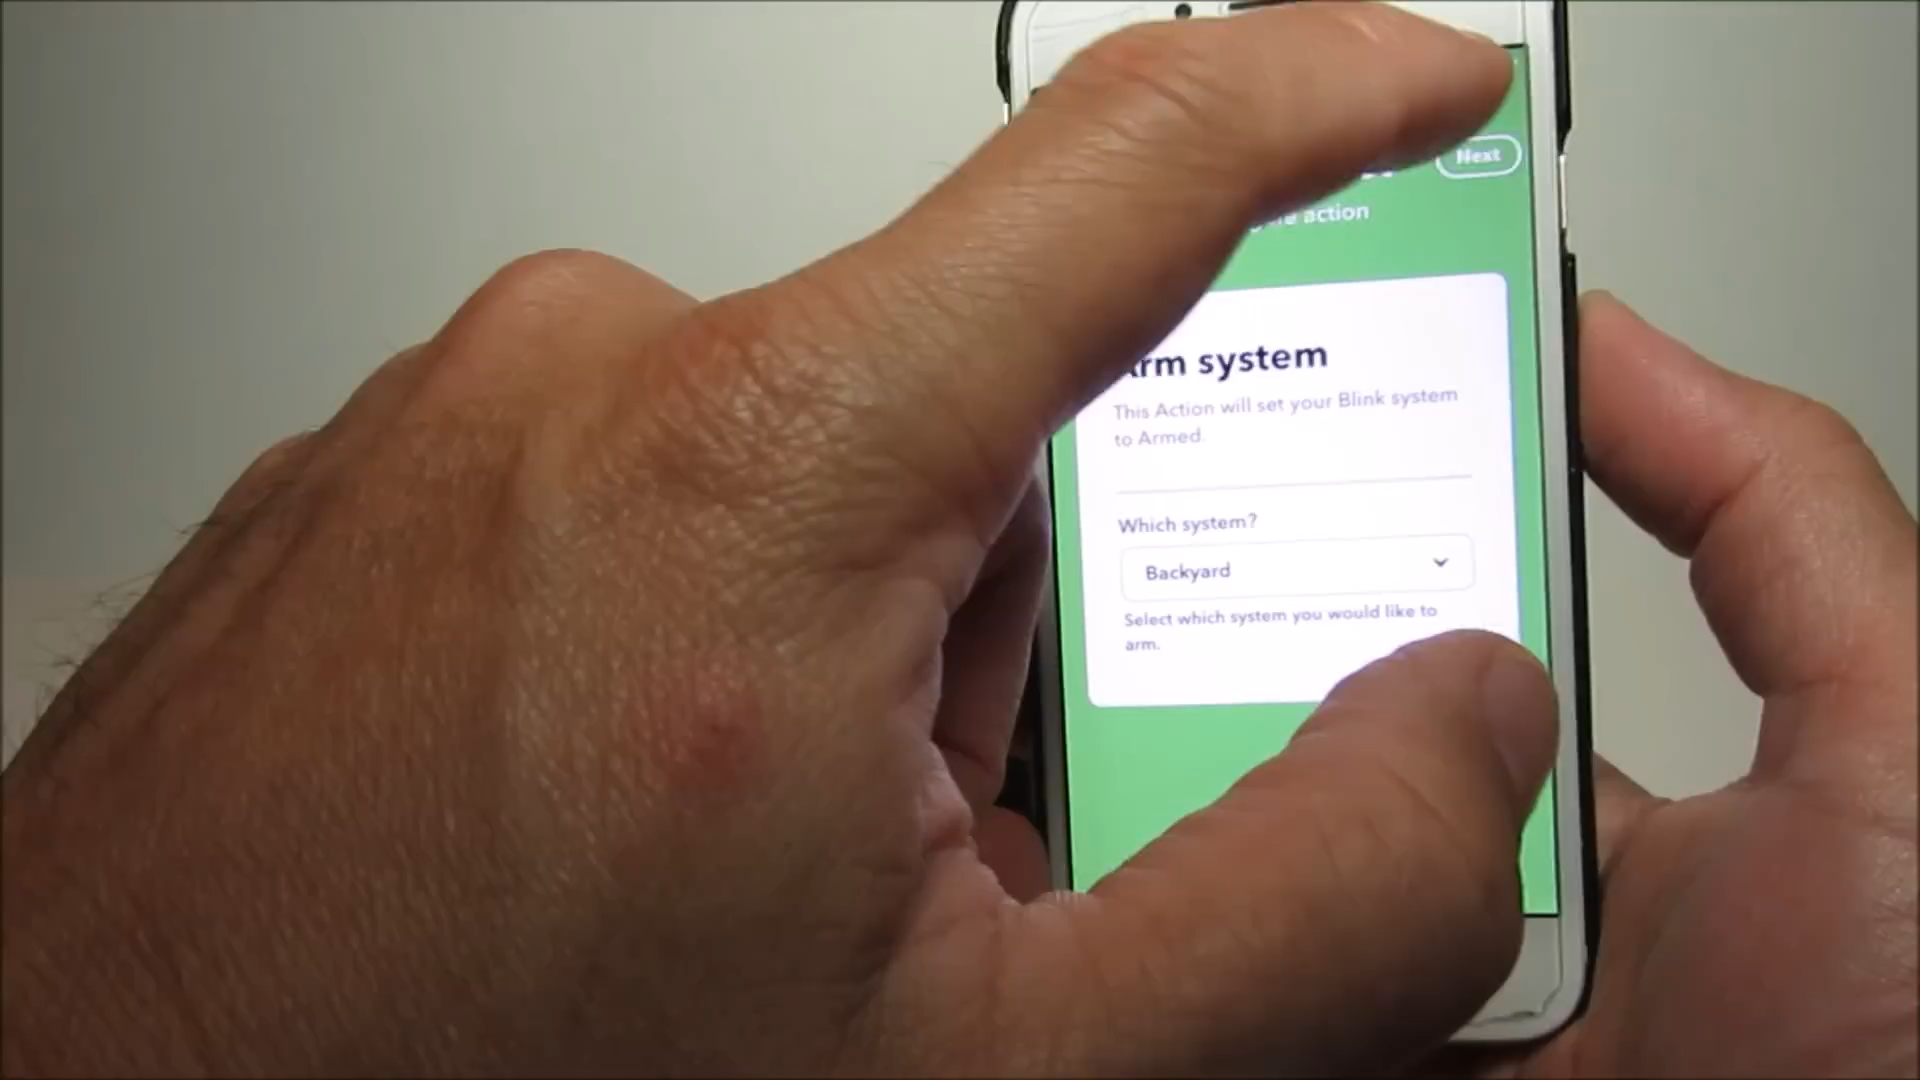 Next
action
Arm system
This Action will set your Blink system
to Armed.
Which system?
Backyard
Select which system you would like to
arm.